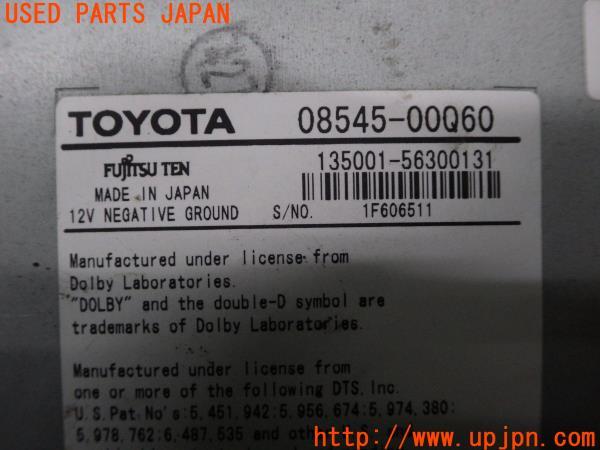 USED PARTS JAPAN
TOYOTA 08545-00Q60
FUJITSU TEN 135001-56300131
MADE IN JAPAN
12V NEGATIVE GROUND S/NO. 1F606511
Manufactured under license from
Dolby Laboratories.
"DOLBY" and the double-D symbol are
trademarks of Dolby Laboratories.
Manufactured under license from
one or more of the following DTS, Inc.
U.S. Pat No's:5,451,942:5,956,674:5,974,380:
5,978,762:6,487,535 and
https://www.upjpn.com/